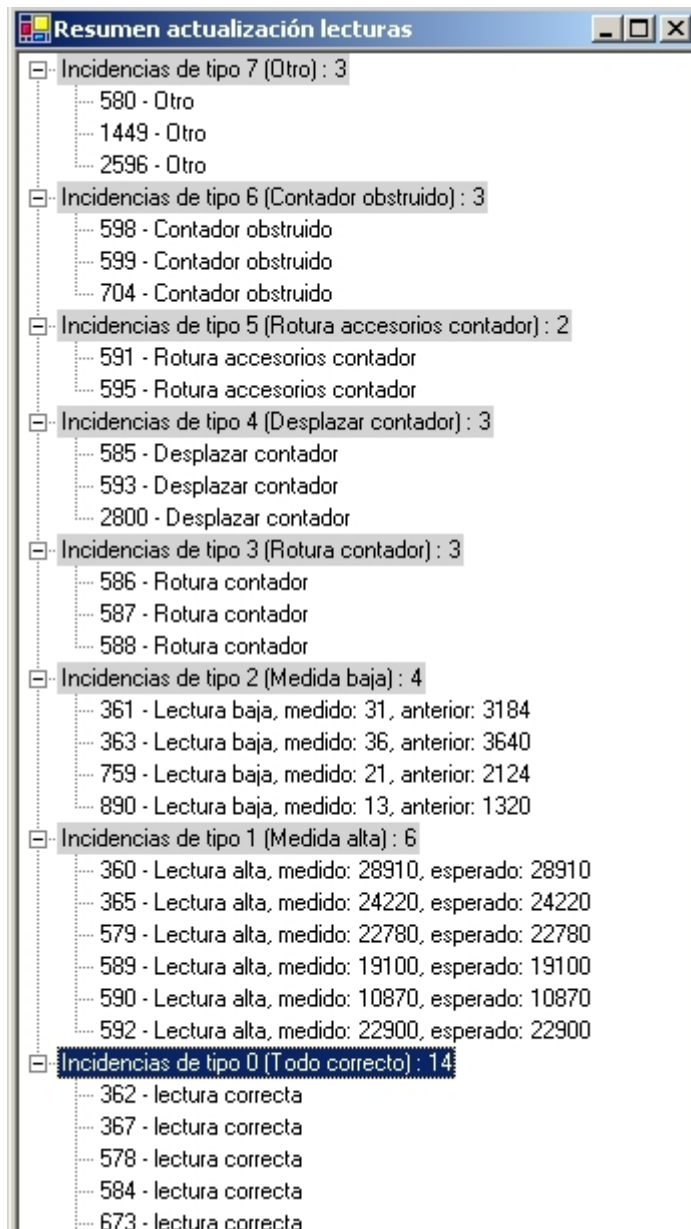 Resumen actualización lecturas
Incidencias de tipo 7 (Otro) : 3
580 - Otro
1449 - Otro
2596 - Otro
Incidencias de tipo 6 (Contador obstruido) : 3
598 - Contador obstruido
599 - Contador obstruido
704 - Contador obstruido
Incidencias de tipo 5 (Rotura accesorios contador) : 2
591 - Rotura accesorios contador
595 - Rotura accesorios contador
Incidencias de tipo 4 (Desplazar contador) : 3
585 - Desplazar contador
593 - Desplazar contador
2800 - Desplazar contador
Incidencias de tipo 3 (Rotura contador) : 3
586 - Rotura contador
587 - Rotura contador
588 - Rotura contador
Incidencias de tipo 2 (Medida baja) : 4
361 - Lectura baja, medido: 31, anterior: 3184
363 - Lectura baja, medido: 36, anterior: 3640
759 - Lectura baja, medido: 21, anterior: 2124
890 - Lectura baja, medido: 13, anterior: 1320
Incidencias de tipo 1 (Medida alta) : 6
360 - Lectura alta, medido: 28910, esperado: 28910
365 - Lectura alta, medido: 24220, esperado: 24220
579 - Lectura alta, medido: 22780, esperado: 22780
589 - Lectura alta, medido: 19100, esperado: 19100
590 - Lectura alta, medido: 10870, esperado: 10870
592 - Lectura alta, medido: 22900, esperado: 22900
Incidencias de tipo 0 (Todo correcto) : 14
362 - lectura correcta
367 - lectura correcta
578 - lectura correcta
584 - lectura correcta
673 - lectura correcta